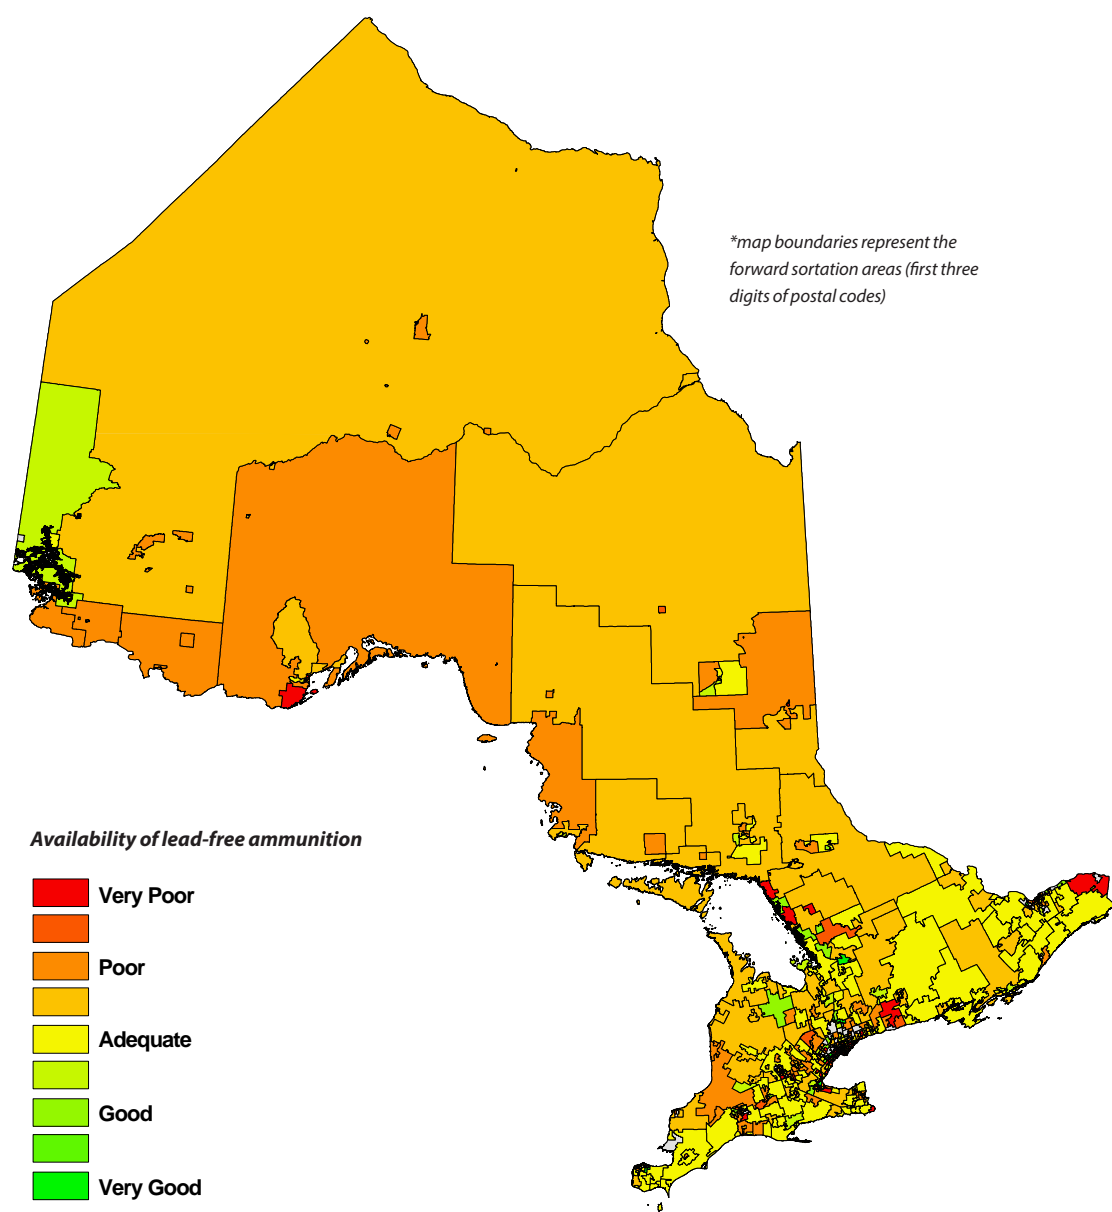 *map boundaries represent the
forward sortation areas (first three
digits of postal codes)
Availability of lead-free ammunition
Very Poor
Poor
Adequate
Good
Very Good